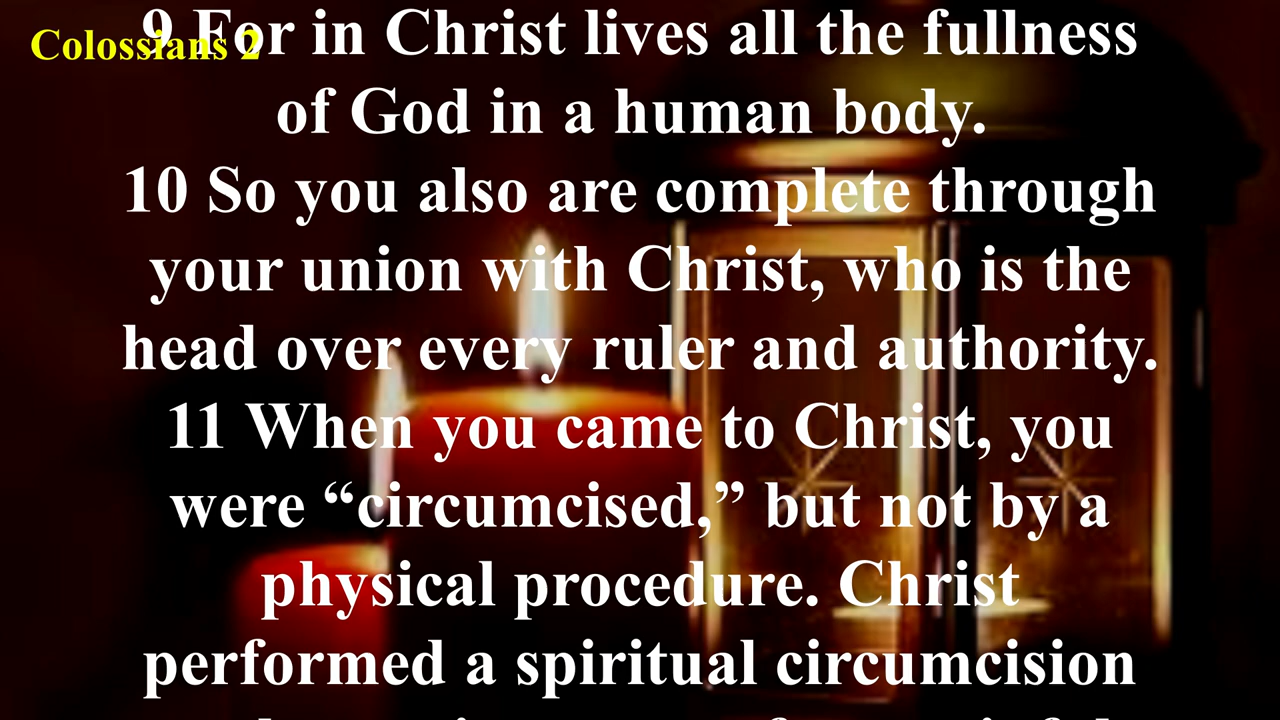 Colossians 2
9 For in Christ lives all the fullness
of God in a human body.
10 So you also are complete through
your union with Christ, who is the
head over every ruler and authority.
11 When you came to Christ, you
were “circumcised,” but not by a
physical procedure. Christ
performed a spiritual circumcision